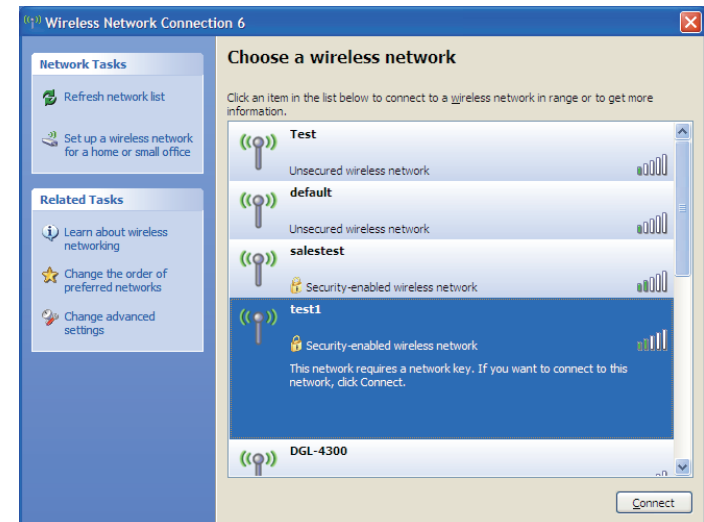 Wireless Network Connection 6
Network Tasks
Refresh network list
Set up a wireless network
for a home or small office
Related Tasks
Learn about wireless
networking
Change the order of
preferred networks
Change advanced
settings
Choose a wireless network
Click an item in the list below to connect to a wireless network in range or to get more
information.
Test
Unsecured wireless network
default
Unsecured wireless network
salestest
Security-enabled wireless network
test1
Security-enabled wireless network
This network requires a network key. If you want to connect to this
network, click Connect.
DGL-4300
Connect